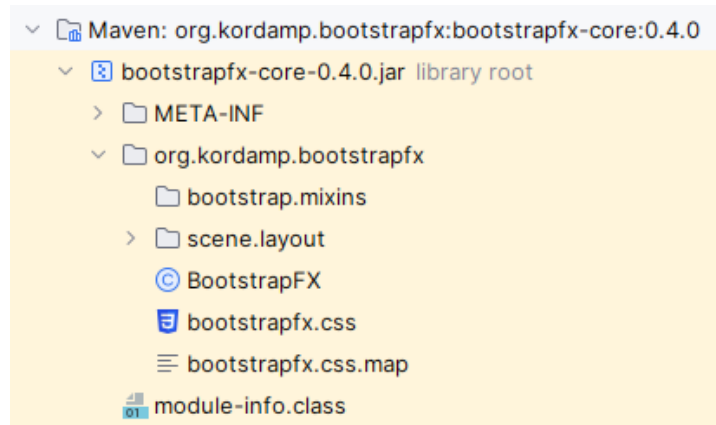 Maven: org.kordamp.bootstrapfx:bootstrapfx-core:0.4.0
bootstrapfx-core-0.4.0.jar library root
META-INF
org.kordamp.bootstrapfx
bootstrap.mixins
scene.layout
C BootstrapFX
bootstrapfx.css
bootstrapfx.css.map
01 module-info.class